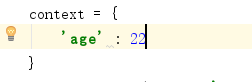 context = {
    'age' : 22
}